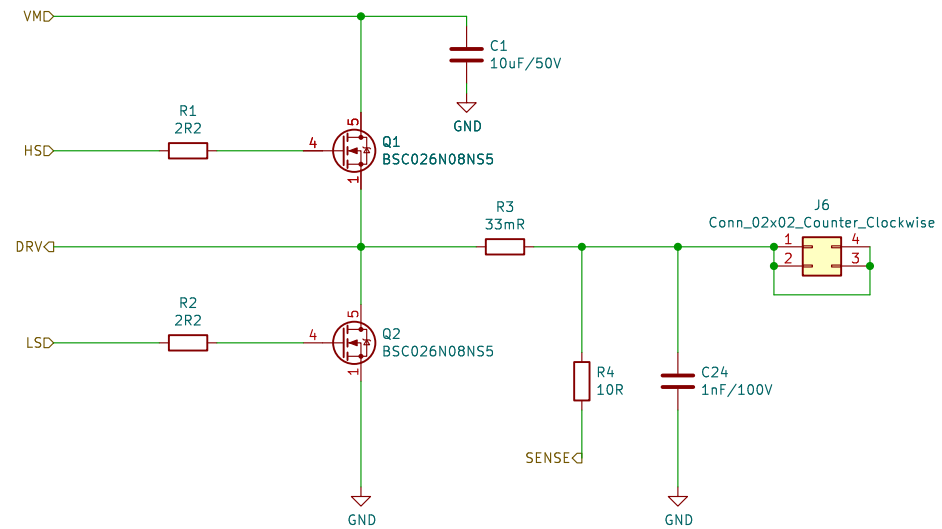 VM
C1
10uF/50V
GND
R1
2R2
HS
4
5
1
Q1
BSC026N08NS5
DRV
R3
33mR
J6
Conn_02x02_Counter_Clockwise
1
4
2
3
R2
2R2
LS
4
5
1
Q2
BSC026N08NS5
R4
10R
C24
1nF/100V
SENSE
GND
GND